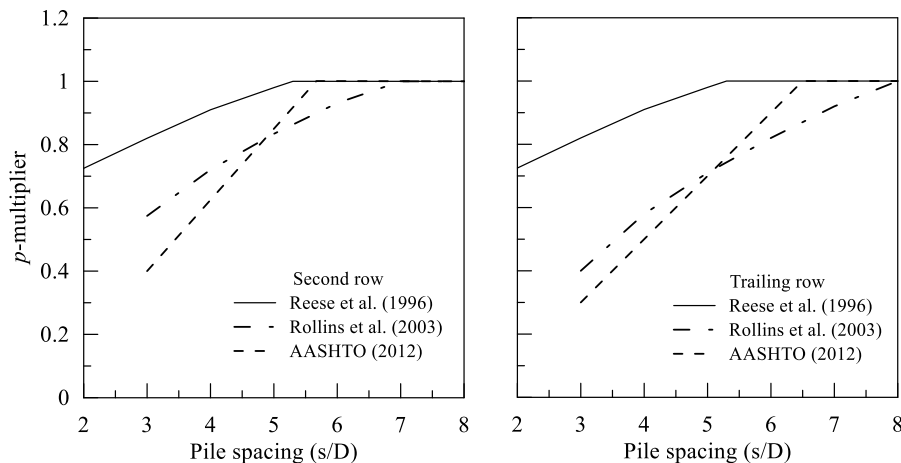 1.2
1
0.8
0.6
0.4
0.2
0
p-multiplier
Second row
Reese et al. (1996)
Rollins et al. (2003)
AASHTO (2012)
2 3 4 5 6 7 8
Pile spacing (s/D)
Trailing row
Reese et al. (1996)
Rollins et al. (2003)
AASHTO (2012)
2 3 4 5 6 7 8
Pile spacing (s/D)